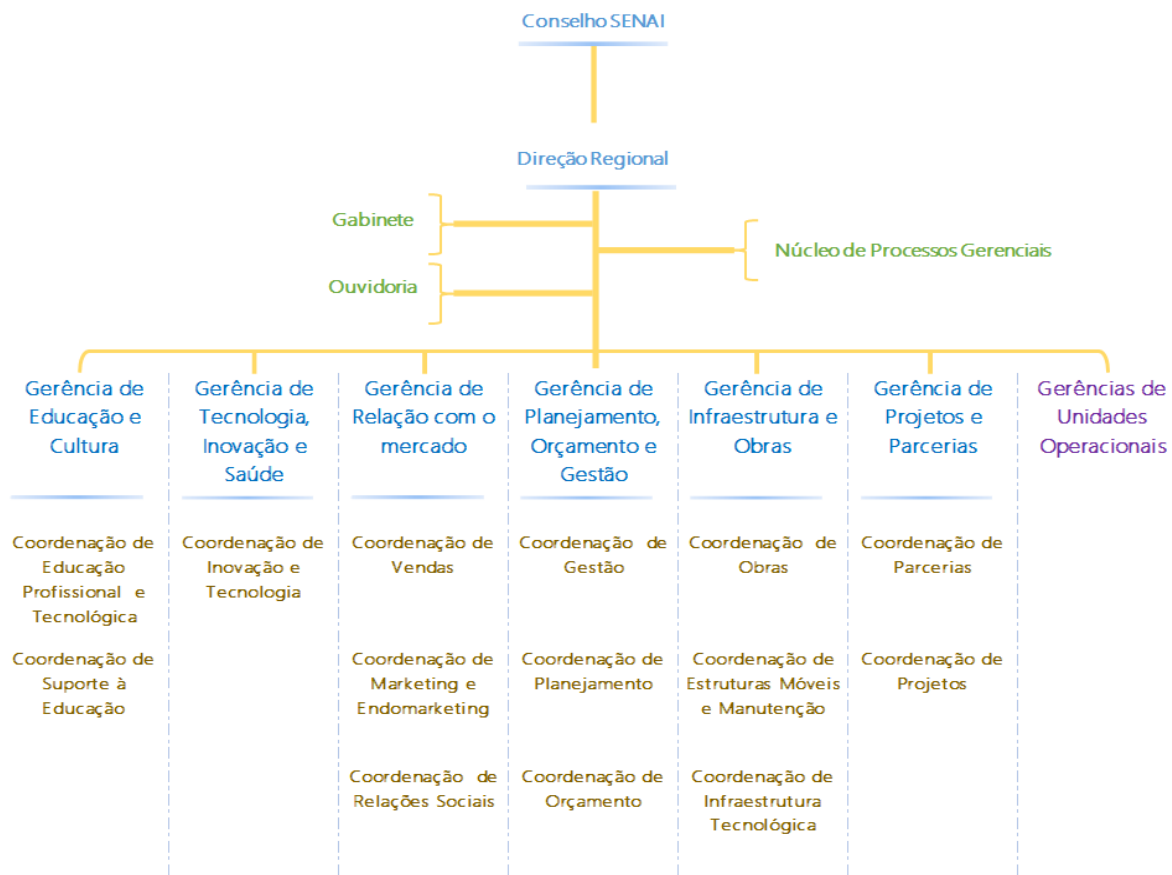 Conselho SENAI
Direção Regional
Gabinete
Núcleo de Processos Gerenciais
Ouvidoria
Gerência de
Educação e
Cultura
Gerência de
Tecnologia,
Inovação e
Saúde
Gerência de
Relação com o
mercado
Gerência de
Planejamento,
Orçamento e
Gestão
Gerência de
Infraestrutura e
Obras
Gerência de
Projetos e
Parcerias
Gerências de
Unidades
Operacionais
Coordenação de
Educação
Profissional e
Tecnológica
Coordenação de
Suporte à
Educação
Coordenação de
Inovação e
Tecnologia
Coordenação de
Vendas
Coordenação de
Marketing e
Endomarketing
Coordenação de
Relações Sociais
Coordenação de
Gestão
Coordenação de
Planejamento
Coordenação de
Orçamento
Coordenação de
Obras
Coordenação de
Estruturas Móveis
e Manutenção
Coordenação de
Infraestrutura
Tecnológica
Coordenação de
Parcerias
Coordenação de
Projetos